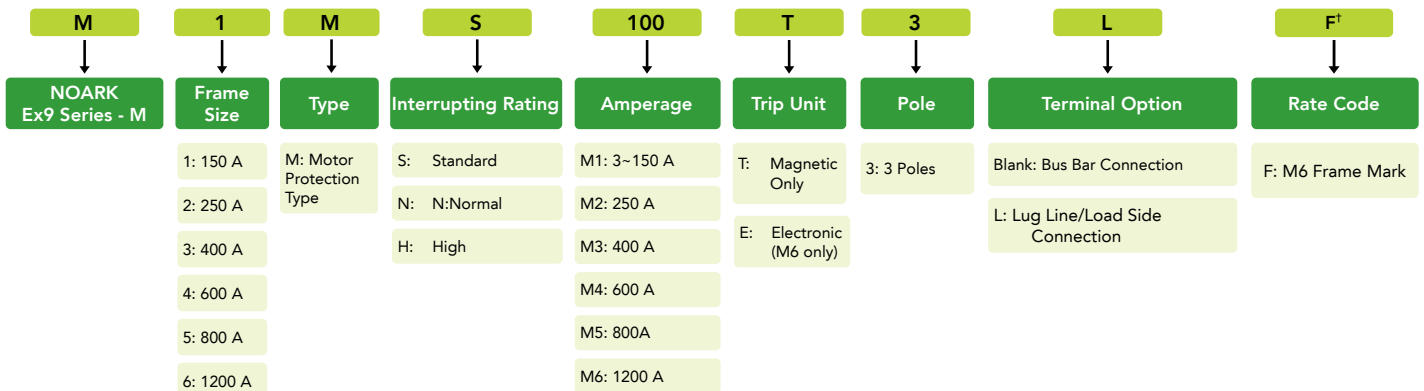 M
1
M
S
100
T
3
L
F†
NOARK
Ex9 Series - M
Frame
Size
Type
Interrupting Rating
Amperage
Trip Unit
Pole
Terminal Option
Rate Code
1: 150 A
2: 250 A
3: 400 A
4: 600 A
5: 800 A
6: 1200 A
M: Motor
Protection
Type
S: Standard
N: N:Normal
H: High
M1: 3~150 A
M2: 250 A
M3: 400 A
M4: 600 A
M5: 800A
M6: 1200 A
T: Magnetic
Only
E: Electronic
(M6 only)
3: 3 Poles
Blank: Bus Bar Connection
L: Lug Line/Load Side
Connection
F: M6 Frame Mark